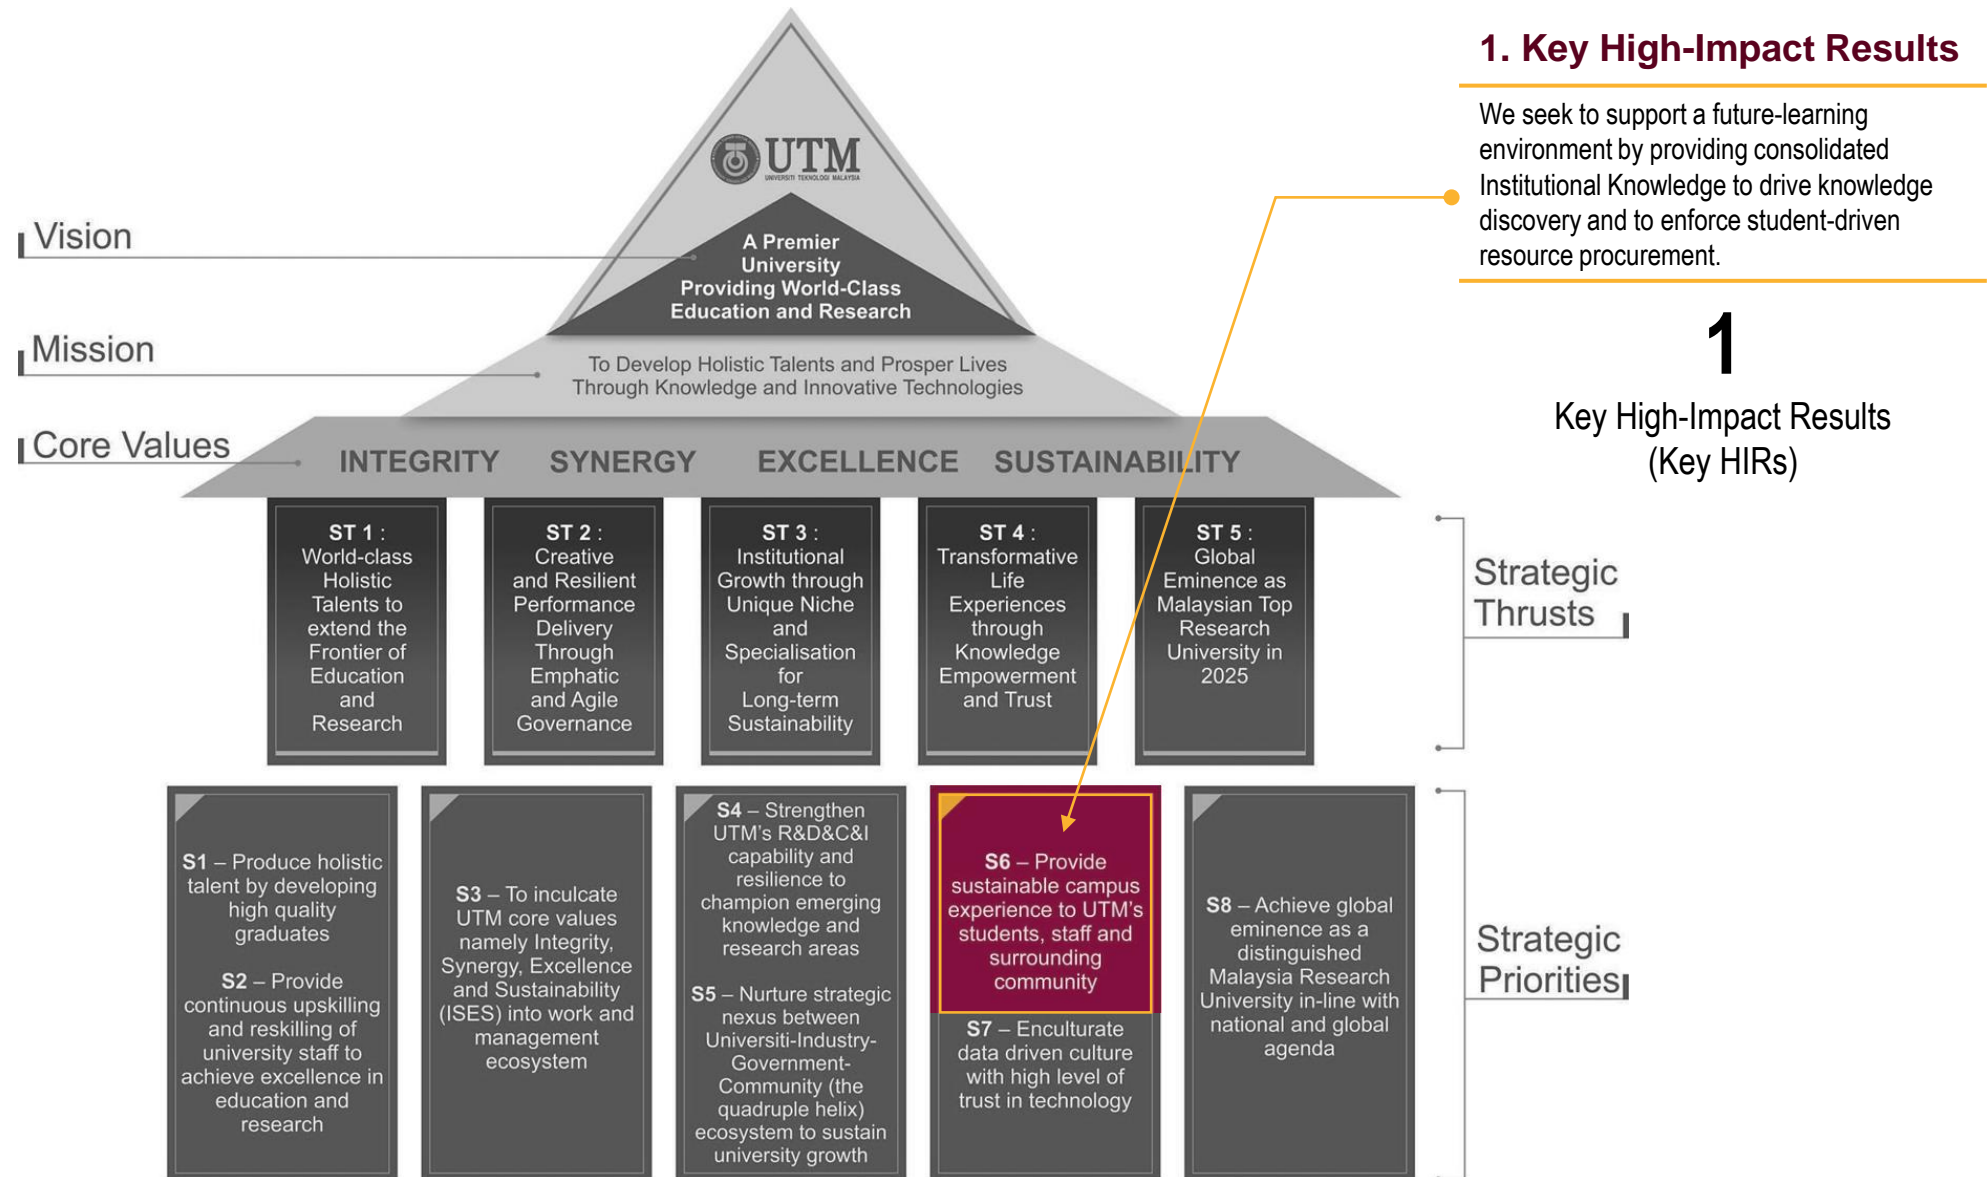 1. Key High-Impact Results
We seek to support a future-learning
environment by providing consolidated
Institutional Knowledge to drive knowledge
discovery and to enforce student-driven
resource procurement.
1
Key High-Impact Results
(Key HIRs)
UTM
UNIVERSITI TEKNOLOGI MALAYSIA
Vision
A Premier
University
Providing World-Class
Education and Research
Mission
To Develop Holistic Talents and Prosper Lives
Through Knowledge and Innovative Technologies
Core Values
INTEGRITY SYNERGY EXCELLENCE SUSTAINABILITY
ST 1 :
World-class
Holistic
Talents to
extend the
Frontier of
Education
and
Research
ST 2 :
Creative
and Resilient
Performance
Delivery
Through
Emphatic
and Agile
Governance
ST 3 :
Institutional
Growth through
Unique Niche
and
Specialisation
for
Long-term
Sustainability
ST 4 :
Transformative
Life
Experiences
through
Knowledge
Empowerment
and Trust
ST 5 :
Global
Eminence as
Malaysian Top
Research
University in
2025
Strategic
Thrusts
S1 – Produce holistic
talent by developing
high quality
graduates
S2 – Provide
continuous upskilling
and reskilling of
university staff to
achieve excellence in
education and
research
S3 – To inculcate
UTM core values
namely Integrity,
Synergy, Excellence
and Sustainability
(ISES) into work and
management
ecosystem
S4 – Strengthen
UTM's R&D&C&I
capability and
resilience to
champion emerging
knowledge and
research areas
S5 – Nurture strategic
nexus between
Universiti-Industry-
Government-
Community (the
quadruple helix)
ecosystem to sustain
university growth
S6 – Provide
sustainable campus
experience to UTM's
students, staff and
surrounding
community
S7 – Enculturate
data driven culture
with high level of
trust in technology
S8 – Achieve global
eminence as a
distinguished
Malaysia Research
University in-line with
national and global
agenda
Strategic
Priorities